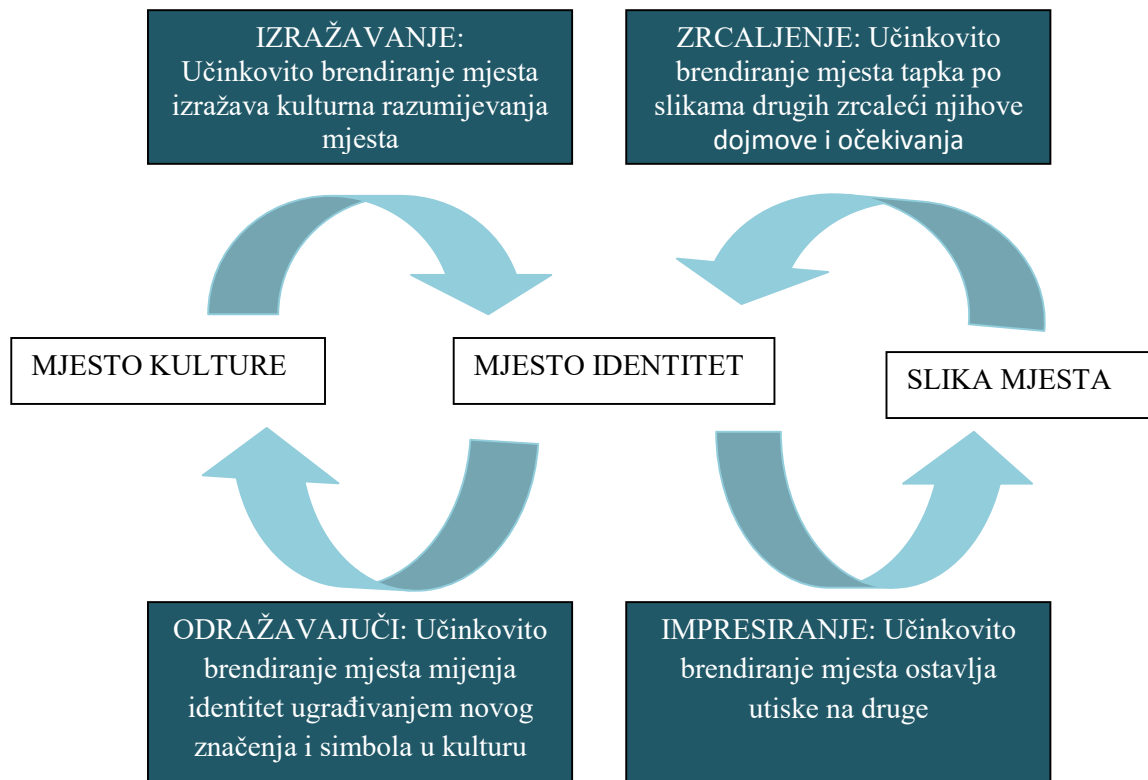 IZRAŽAVANJE:
Učinkovito brendiranje mjesta
izražava kulturna razumijevanja
mjesta
ZRCALJENJE: Učinkovito
brendiranje mjesta tapka po
slikama drugih zrcaleći njihove
dojmove i očekivanja
MJESTO KULTURE
MJESTO IDENTITET
SLIKA MJESTA
ODRAŽAVAJUČI: Učinkovito
brendiranje mjesta mijenja
identitet ugrađivanjem novog
značenja i simbola u kulturu
IMPRESIRANJE: Učinkovito
brendiranje mjesta ostavlja
utiske na druge